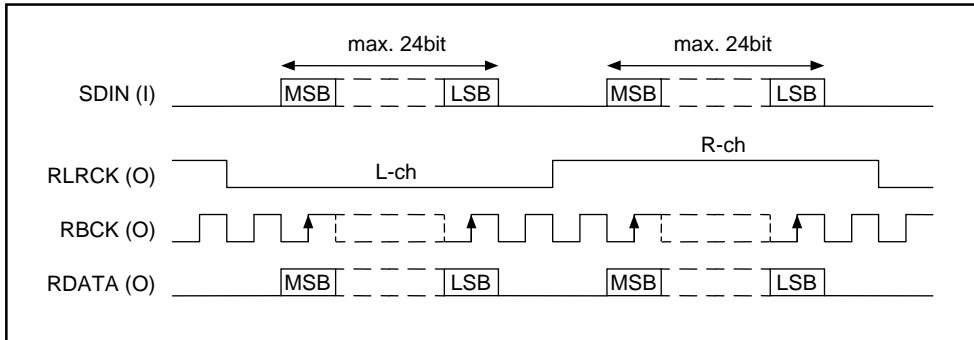 max. 24bit max. 24bit
SDIN (I) MSB LSB MSB LSB
R-ch
RLRCK (O) L-ch
RBCK (O)
RDATA (O) MSB LSB MSB LSB